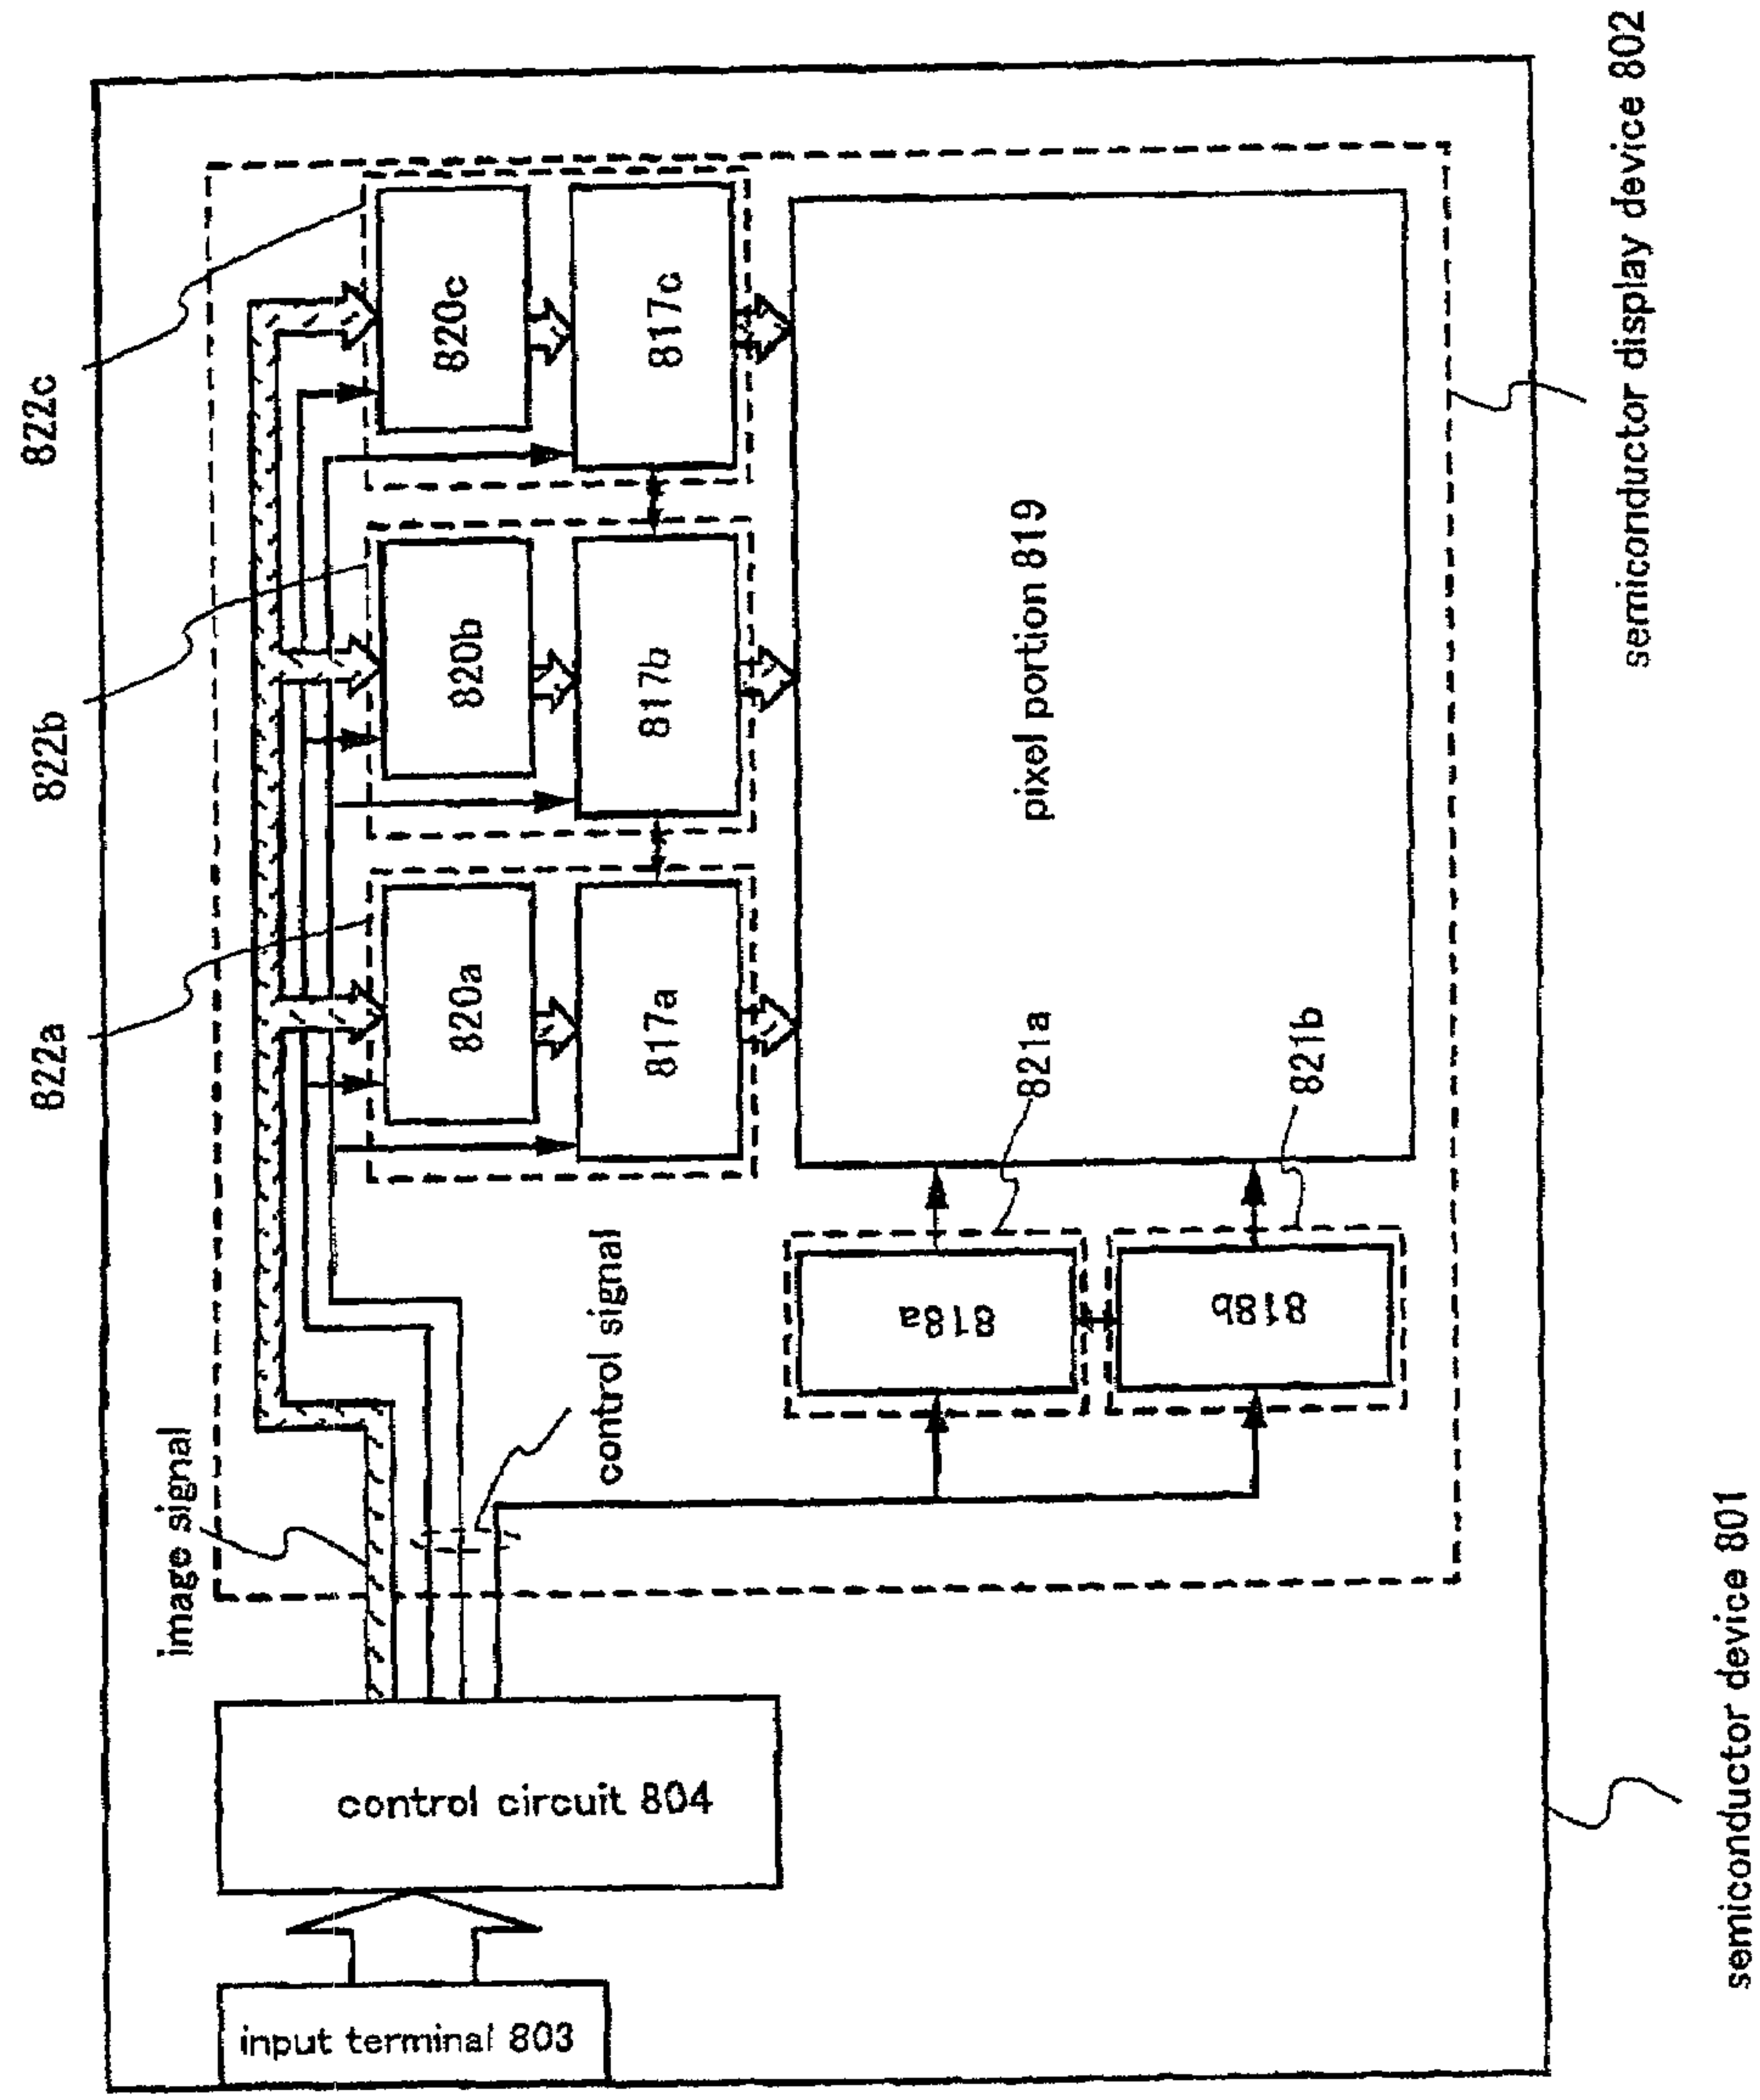 822a
822b
822c
image signal
820a
820b
820c
817a
817b
817c
control signal
control circuit 804
input terminal 803
818a
818b
821a
821b
pixel portion 819
semiconductor display device 802
semiconductor device 801